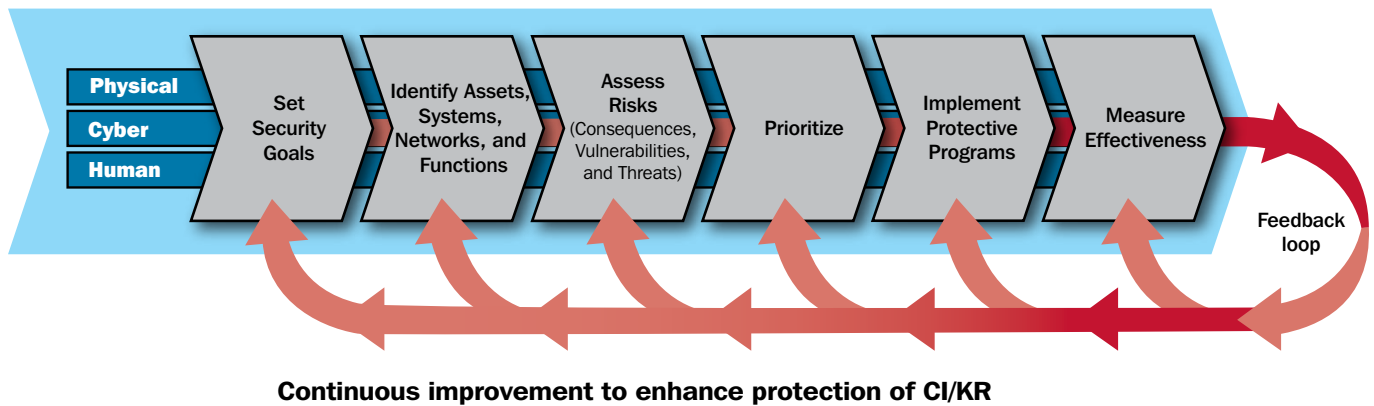 Physical
Cyber
Human
Set
Security
Goals
Identify Assets,
Systems,
Networks, and
Functions
Assess
Risks
(Consequences,
Vulnerabilities,
and Threats)
Prioritize
Implement
Protective
Programs
Measure
Effectiveness
Feedback
loop
Continuous improvement to enhance protection of CI/KR